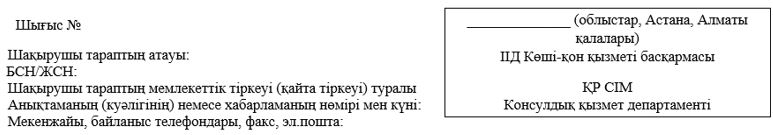 Шығыс №
Шақырушы тараптың атауы:
БСН/ЖСН:
Шақырушы тараптың мемлекеттік тіркеуі (қайта тіркеуі) туралы
Анықтаманың (куәлігінің) немесе хабарламаның нөмірі мен күні:
Мекенжайы, байланыс телефондары, факс, эл.пошта:
_______________ (облыстар, Астана, Алматы
қалалары)
ІІД Көші-қон қызметі басқармасы
ҚР СІМ
Консулдық қызмет департаменті